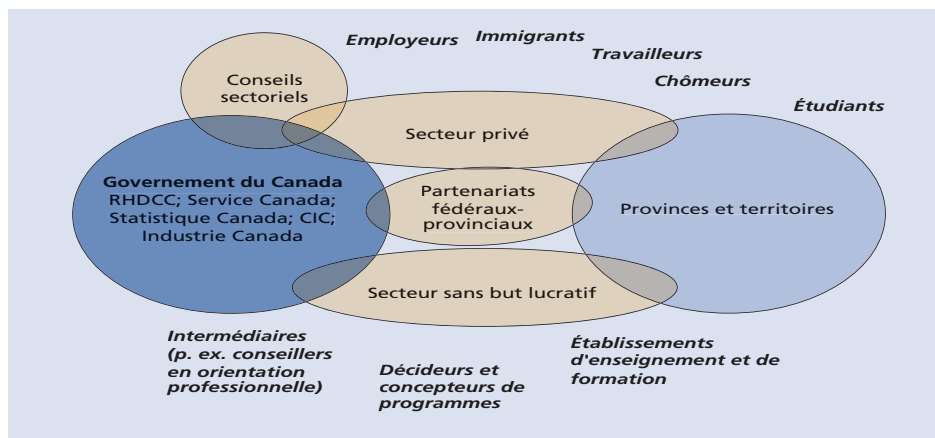 Employeurs
Immigrants
Travailleurs
Chômeurs
Étudiants
Conseils
sectoriels
Secteur privé
Governement du Canada
RHDCC; Service Canada;
Statistique Canada; CIC;
Industrie Canada
Partenariats
fédéraux-
provinciaux
Provinces et territoires
Secteur sans but lucratif
Intermédiaires
(p. ex. conseillers
en orientation
professionnelle)
Décideurs et
concepteurs de
programmes
Établissements
d'enseignement et de
formation